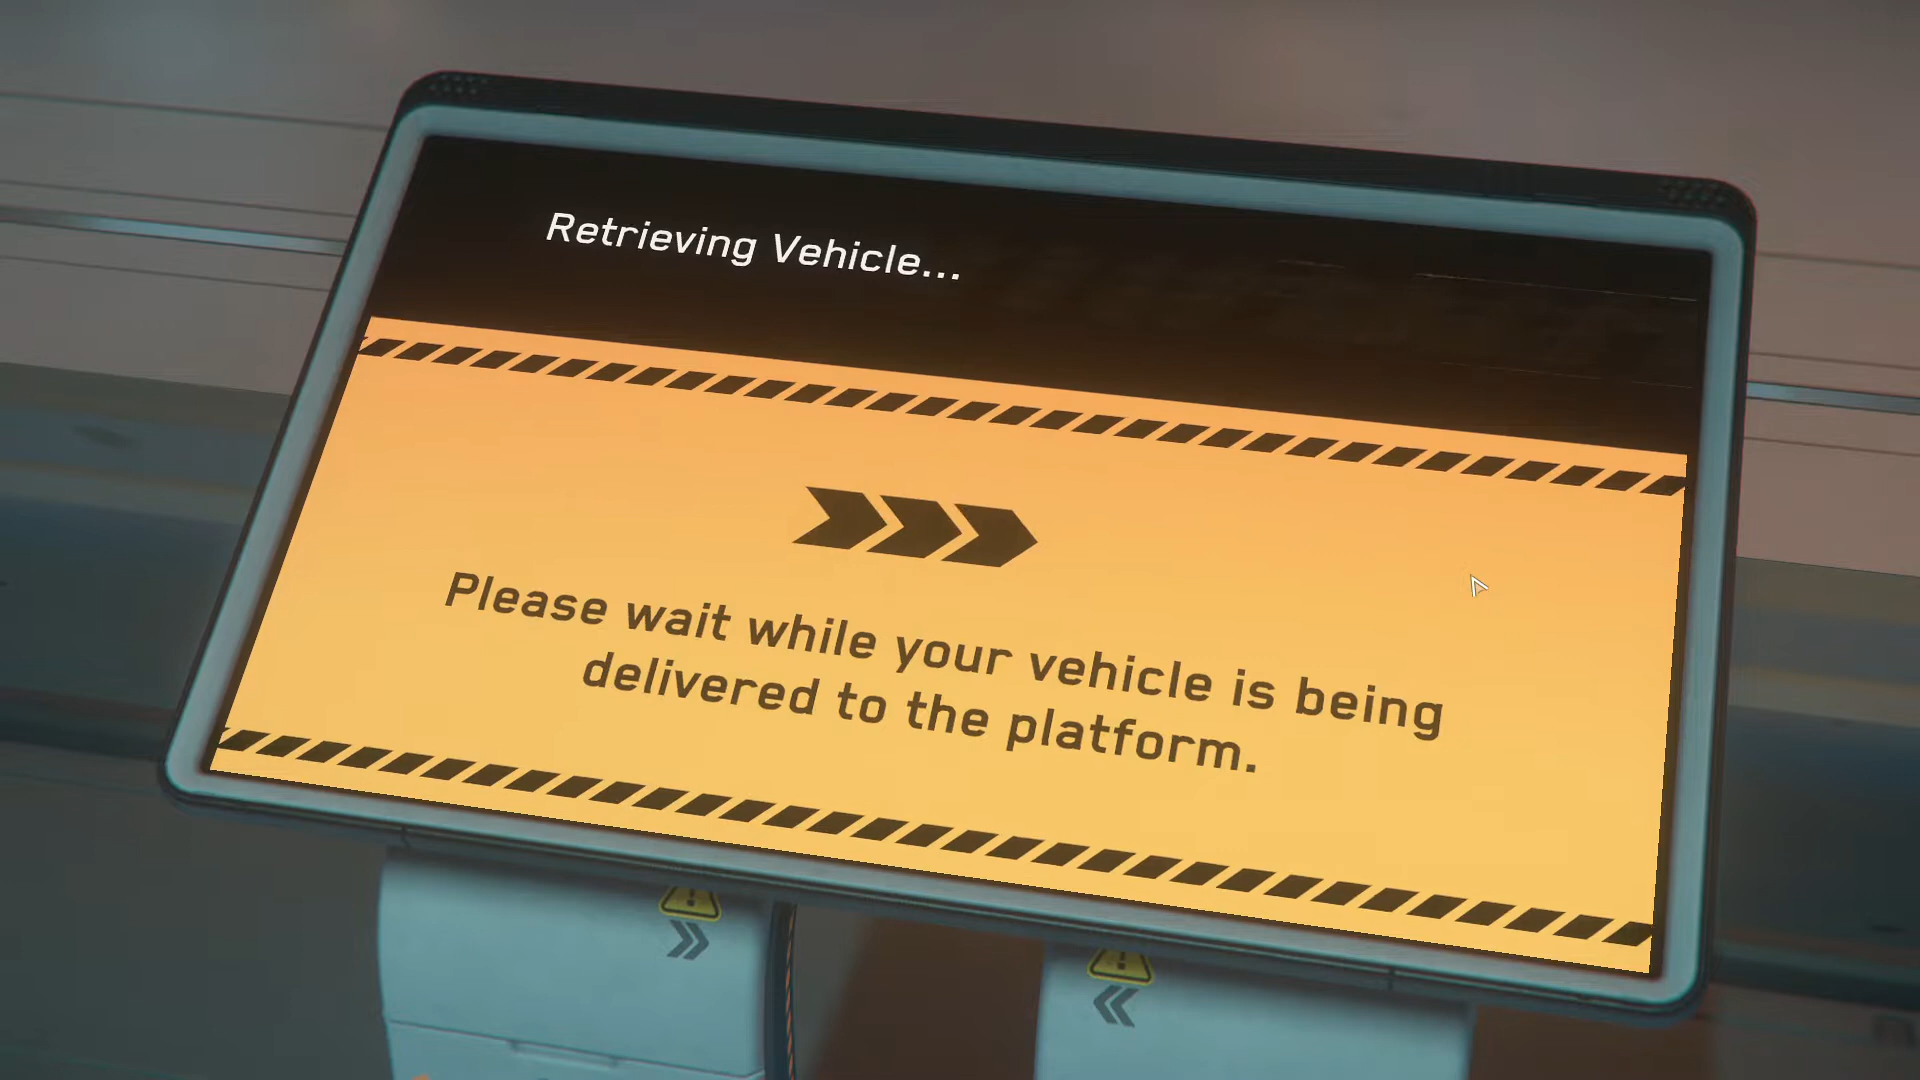 Retrieving Vehicle...
Please wait while your vehicle is being
delivered to the platform.